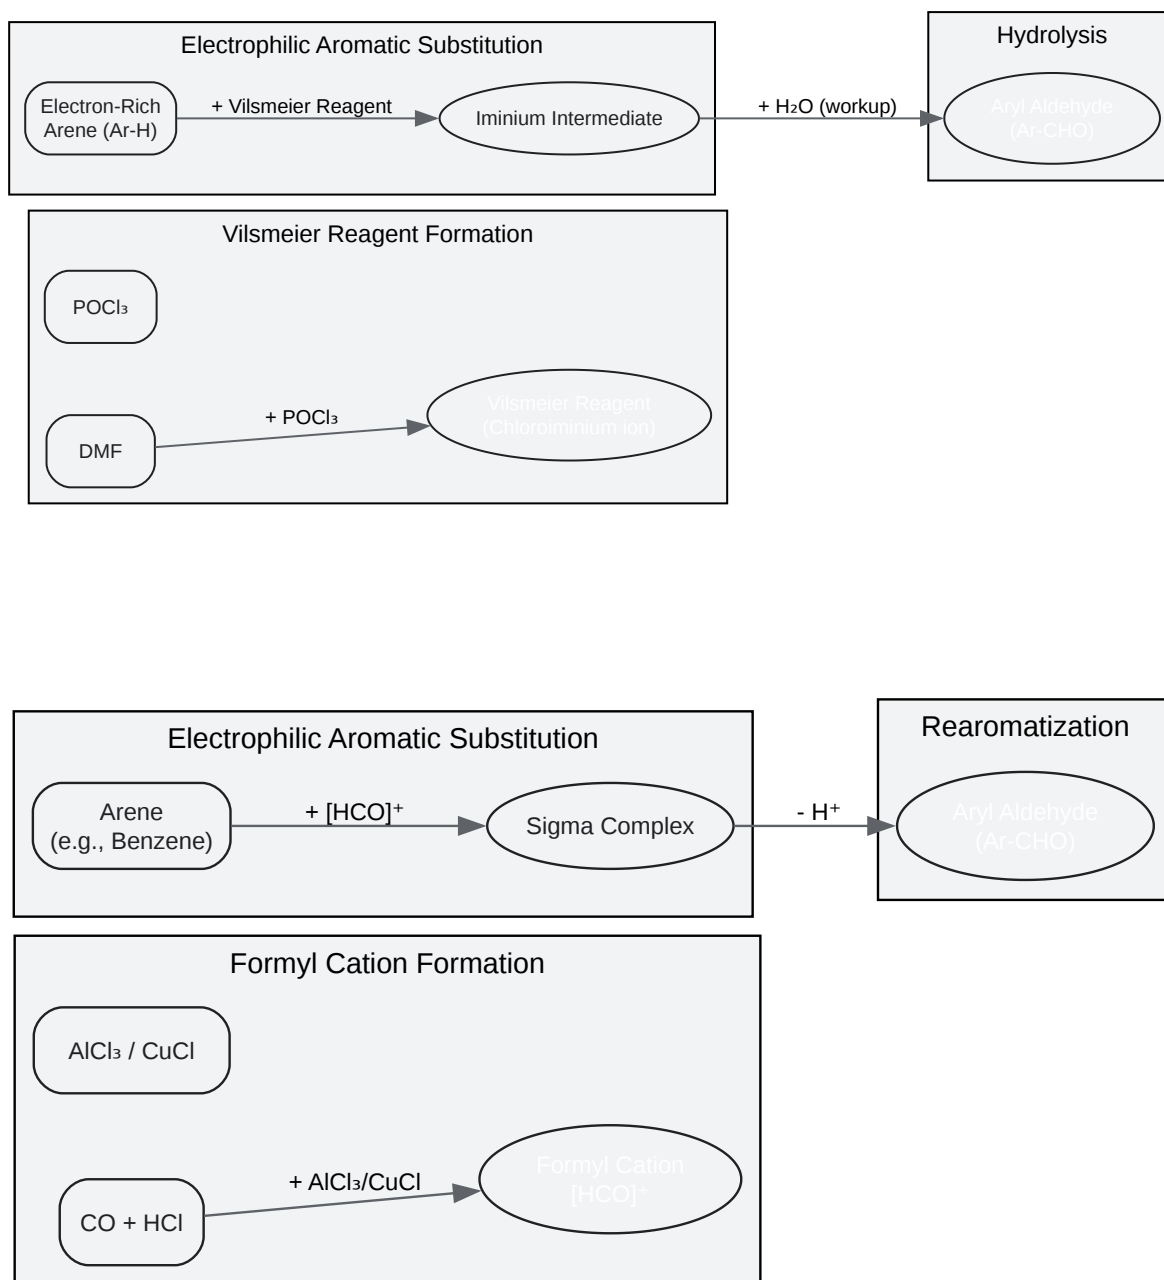 Electrophilic Aromatic Substitution
Electron-Rich
Arene (Ar-H)
+ Vilsmeier Reagent
Iminium Intermediate
+ H₂O (workup)
Hydrolysis
Aryl Aldehyde
(Ar-CHO)
Vilsmeier Reagent Formation
POCl₃
DMF
+ POCl₃
Vilsmeier Reagent
(Chloroiminium ion)
Electrophilic Aromatic Substitution
Arene
(e.g., Benzene)
+ [HCO]⁺
Sigma Complex
- H⁺
Rearomatization
Aryl Aldehyde
(Ar-CHO)
Formyl Cation Formation
AlCl₃ / CuCl
CO + HCl
+ AlCl₃/CuCl
Formyl Cation
[HCO]⁺